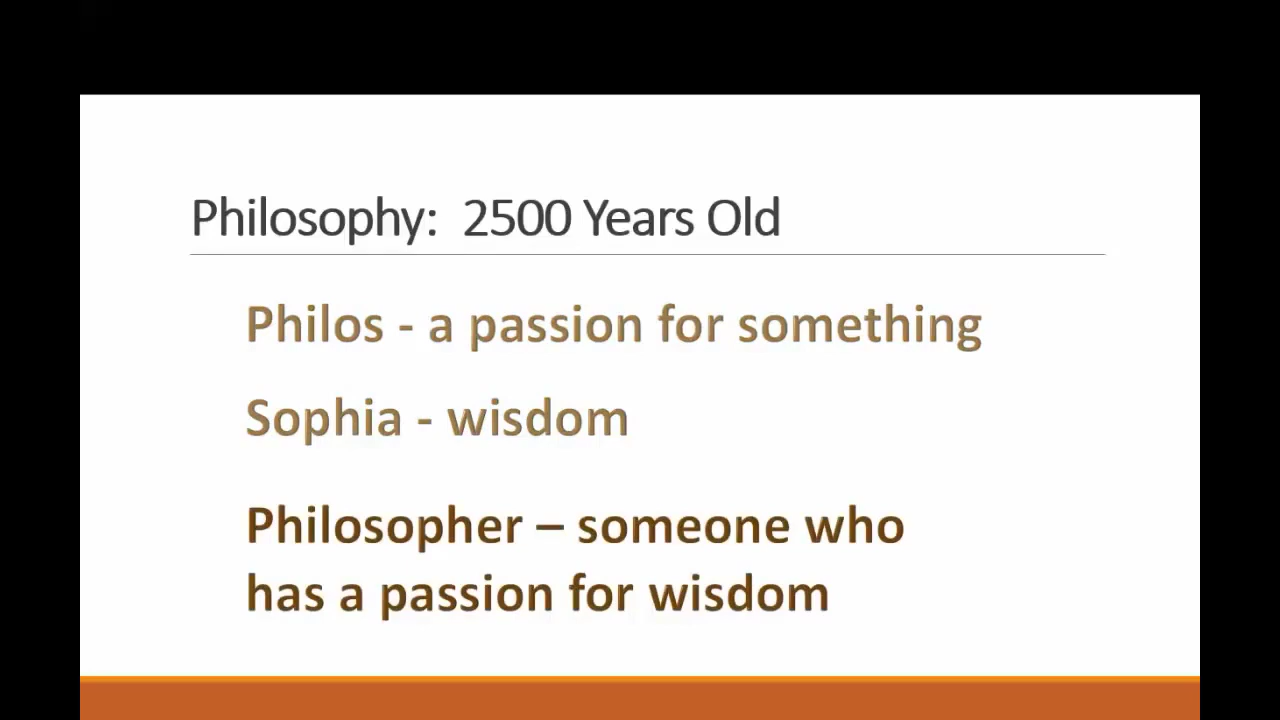 Philosophy:  2500 Years Old
Philos - a passion for something
Sophia - wisdom
Philosopher – someone who
has a passion for wisdom